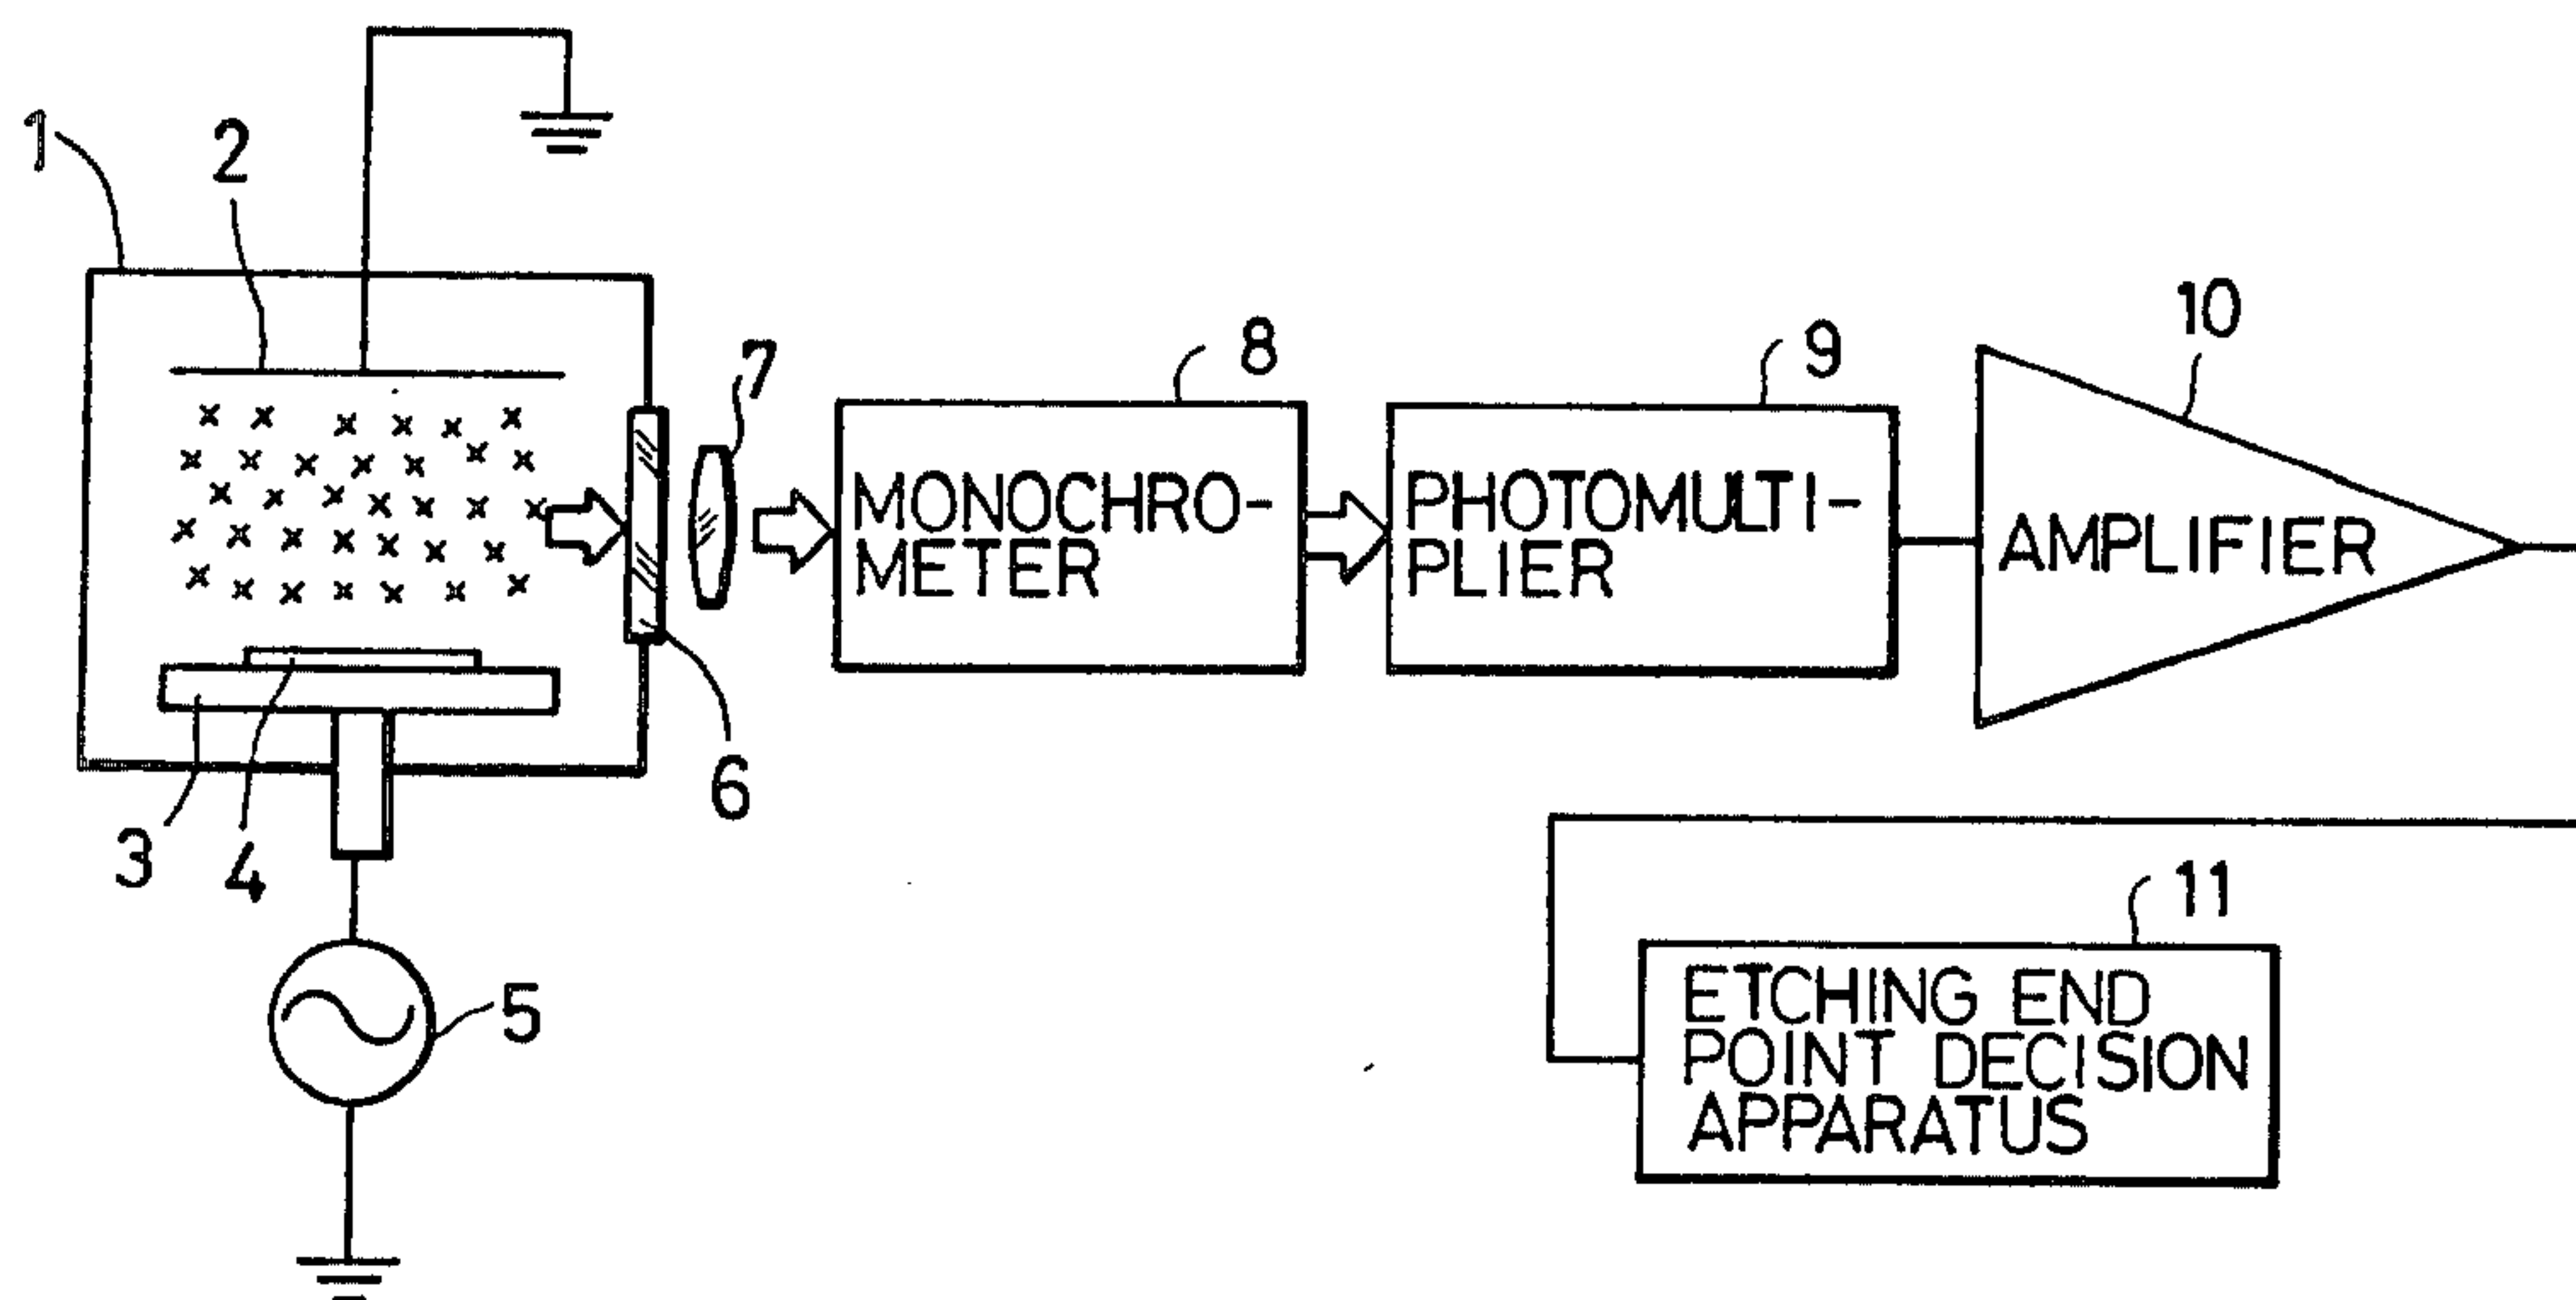 1
2
3
4
5
6
7
8
MONOCHRO-
METER
9
PHOTOMULTI-
PLIER
10
AMPLIFIER
11
ETCHING END
POINT DECISION
APPARATUS